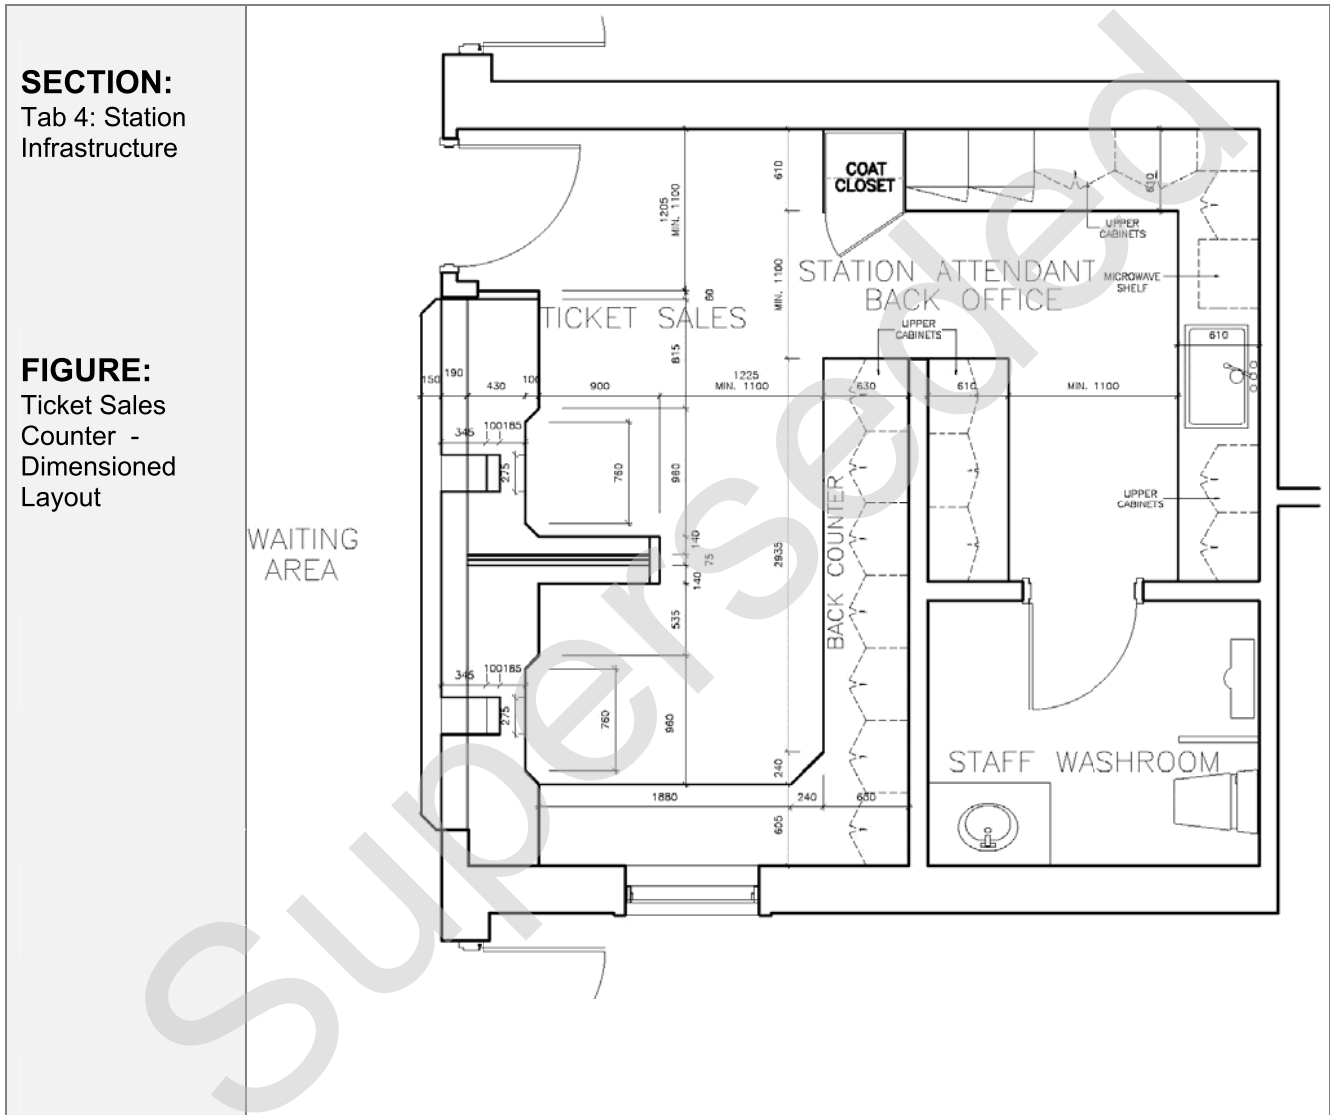 SECTION:
Tab 4: Station
Infrastructure
FIGURE:
Ticket Sales
Counter -
Dimensioned
Layout
COAT
CLOSET
610
1205
MIN. 1100
610
UPPER
CABINETS
STATION ATTENDANT
BACK OFFICE
MIN. 1100
MICROWAVE
SHELF
60
TICKET SALES
UPPER
CABINETS
610
815
150
190
430
100
900
1225
MIN. 1100
630
610
MIN. 1100
345
100
185
275
760
980
UPPER
CABINETS
BACK COUNTER
WAITING
AREA
140
75
140
2935
535
345
100
185
275
760
960
STAFF WASHROOM
240
1880
240
605
Superseded